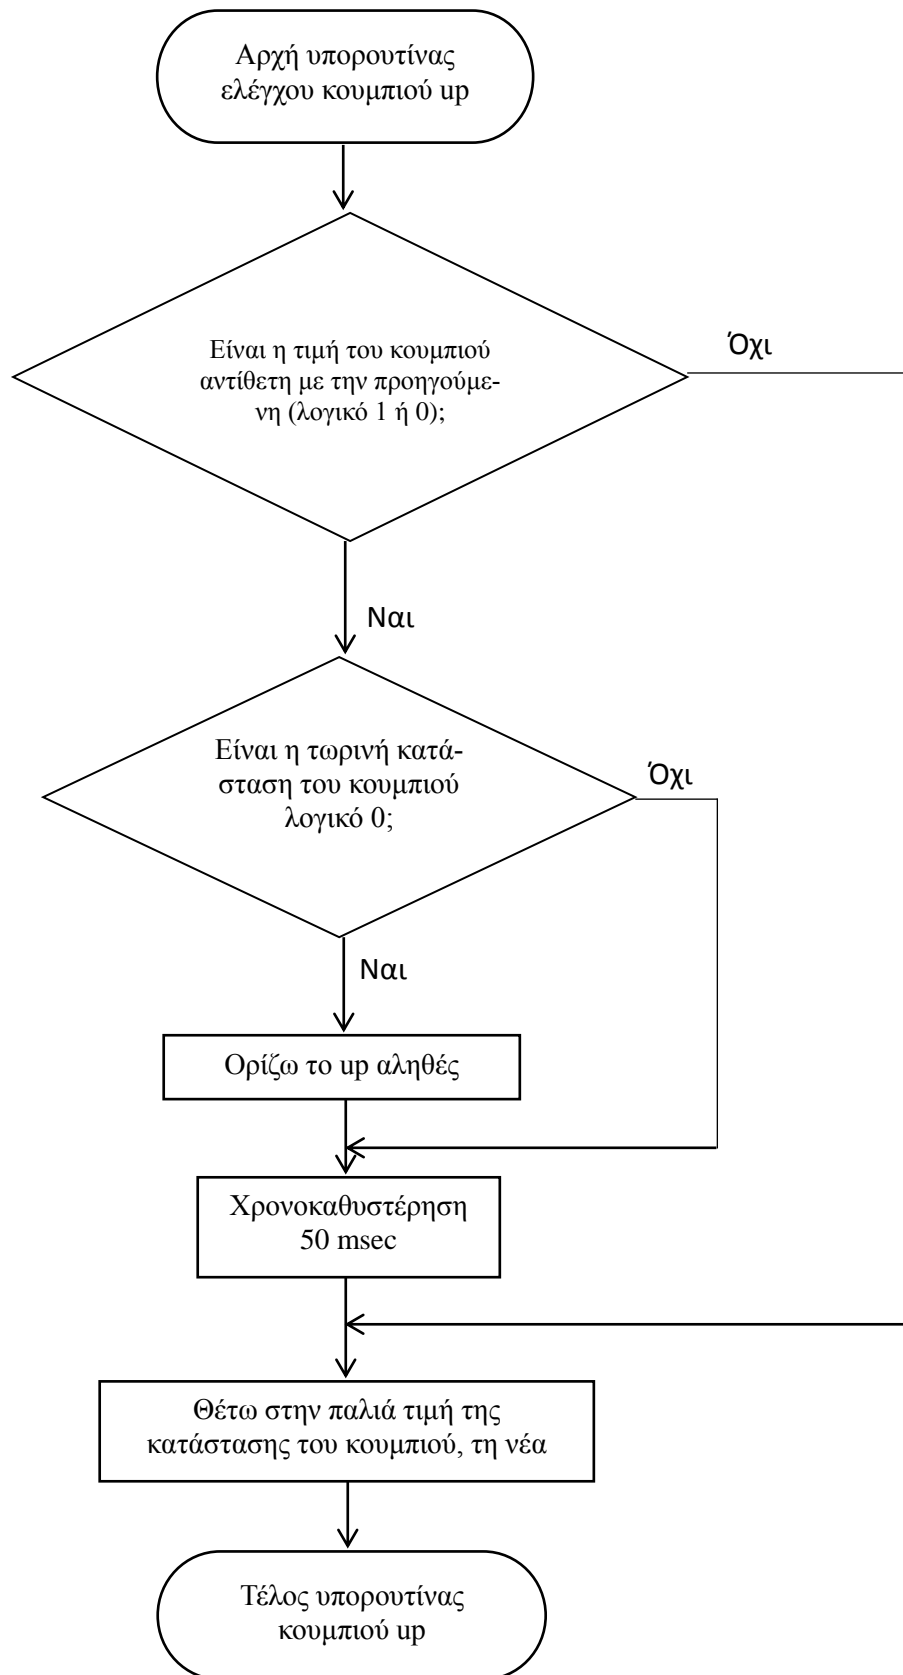 Αρχή υπορουτίνας
ελέγχου κουμπιού up
Είναι η τιμή του κουμπιού
αντίθετη με την προηγούμε-
νη (λογικό 1 ή 0);
Όχι
Ναι
Είναι η τωρινή κατά-
σταση του κουμπιού
λογικό 0;
Όχι
Ναι
Ορίζω το up αληθές
Χρονοκαθυστέρηση
50 msec
Θέτω στην παλιά τιμή της
κατάστασης του κουμπιού, τη νέα
Τέλος υπορουτίνας
κουμπιού up